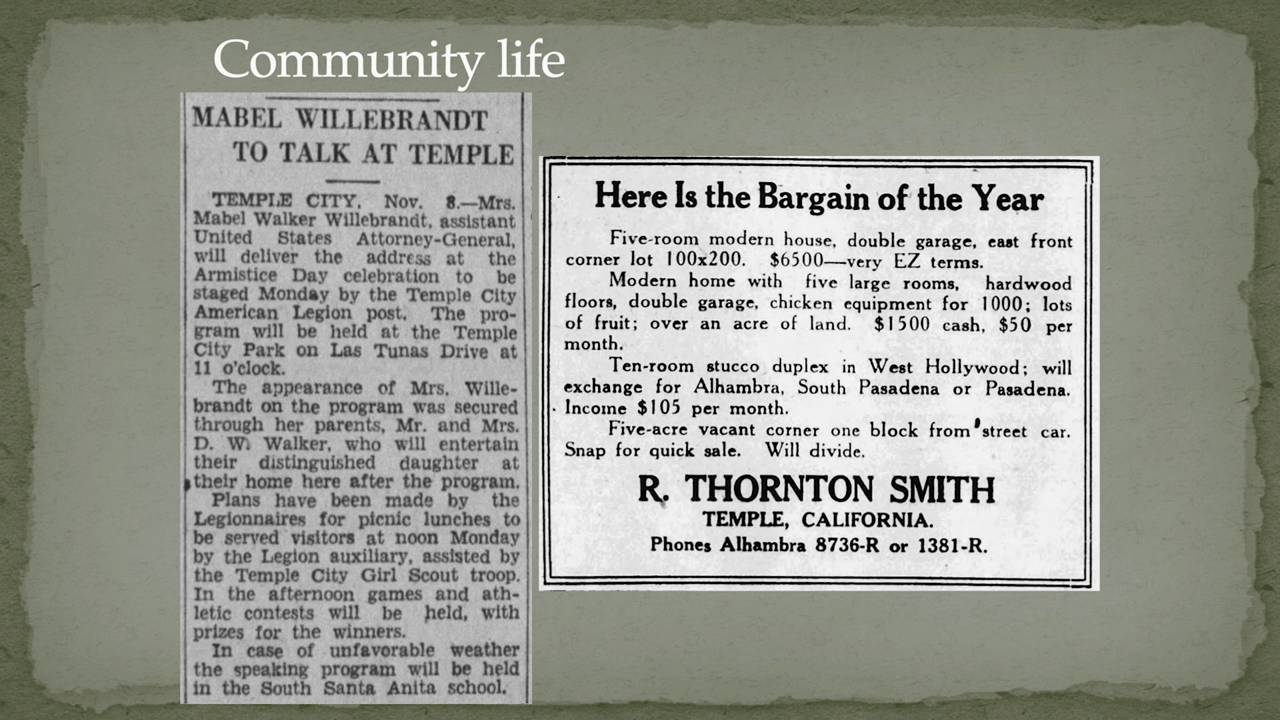 Community life
MABEL WILLEBRANDT
TO TALK AT TEMPLE
TEMPLE CITY, Nov. 8.—Mrs.
Mabel Walker Willebrandt, assistant
United States Attorney-General,
will deliver the address at the
Armistice Day celebration to be
staged Monday by the Temple City
American Legion post. The pro-
gram will be held at the Temple
City Park on Las Tunas Drive at
11 o'clock.
The appearance of Mrs. Wille-
brandt on the program was secured
through her parents, Mr. and Mrs.
D. W. Walker, who will entertain
their distinguished daughter at
their home here after the program.
Plans have been made by the
Legionnaires for picnic lunches to
be served visitors at noon Monday
by the Legion auxiliary, assisted by
the Temple City Girl Scout troop.
In the afternoon games and ath-
letic contests will be held, with
prizes for the winners.
In case of unfavorable weather
the speaking program will be held
in the South Santa Anita school.
Here Is the Bargain of the Year
Five-room modern house, double garage, east front
corner lot 100x200. $6500—very EZ terms.
Modern home with five large rooms, hardwood
floors, double garage, chicken equipment for 1000; lots
of fruit; over an acre of land. $1500 cash, $50 per
month.
Ten-room stucco duplex in West Hollywood; will
exchange for Alhambra, South Pasadena or Pasadena.
Income $105 per month.
Five-acre vacant corner one block from street car.
Snap for quick sale. Will divide.
R. THORNTON SMITH
TEMPLE, CALIFORNIA.
Phones Alhambra 8736-R or 1381-R.